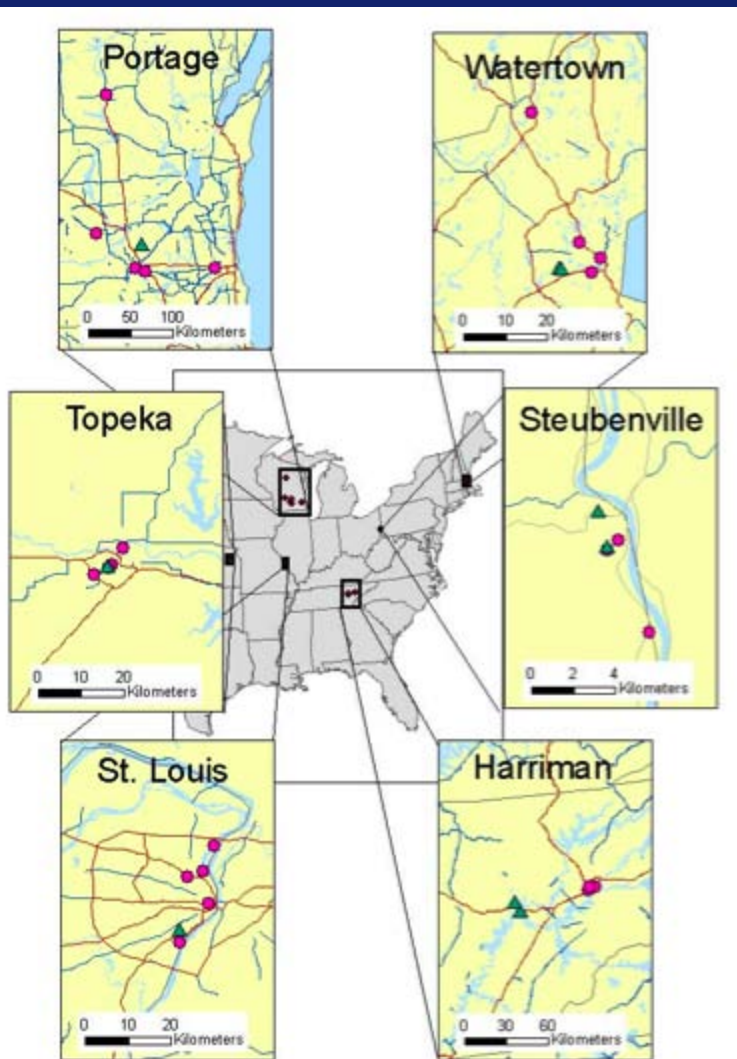 Portage
0 50 100
Kilometers
Watertown
0 10 20
Kilometers
Topeka
0 10 20
Kilometers
Steubenville
0 2 4
Kilometers
St. Louis
0 10 20
Kilometers
Harriman
0 30 60
Kilometers